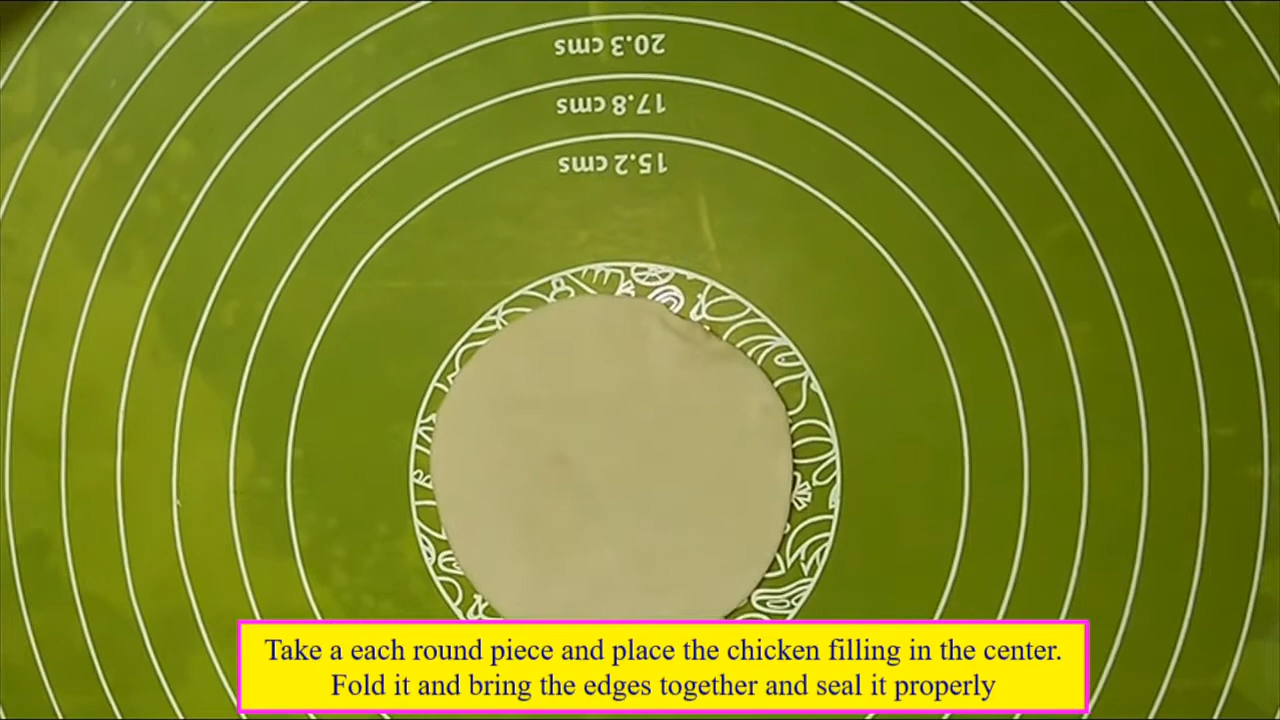 20.3 cms
17.8 cms
15.2 cms
Take a each round piece and place the chicken filling in the center.
Fold it and bring the edges together and seal it properly